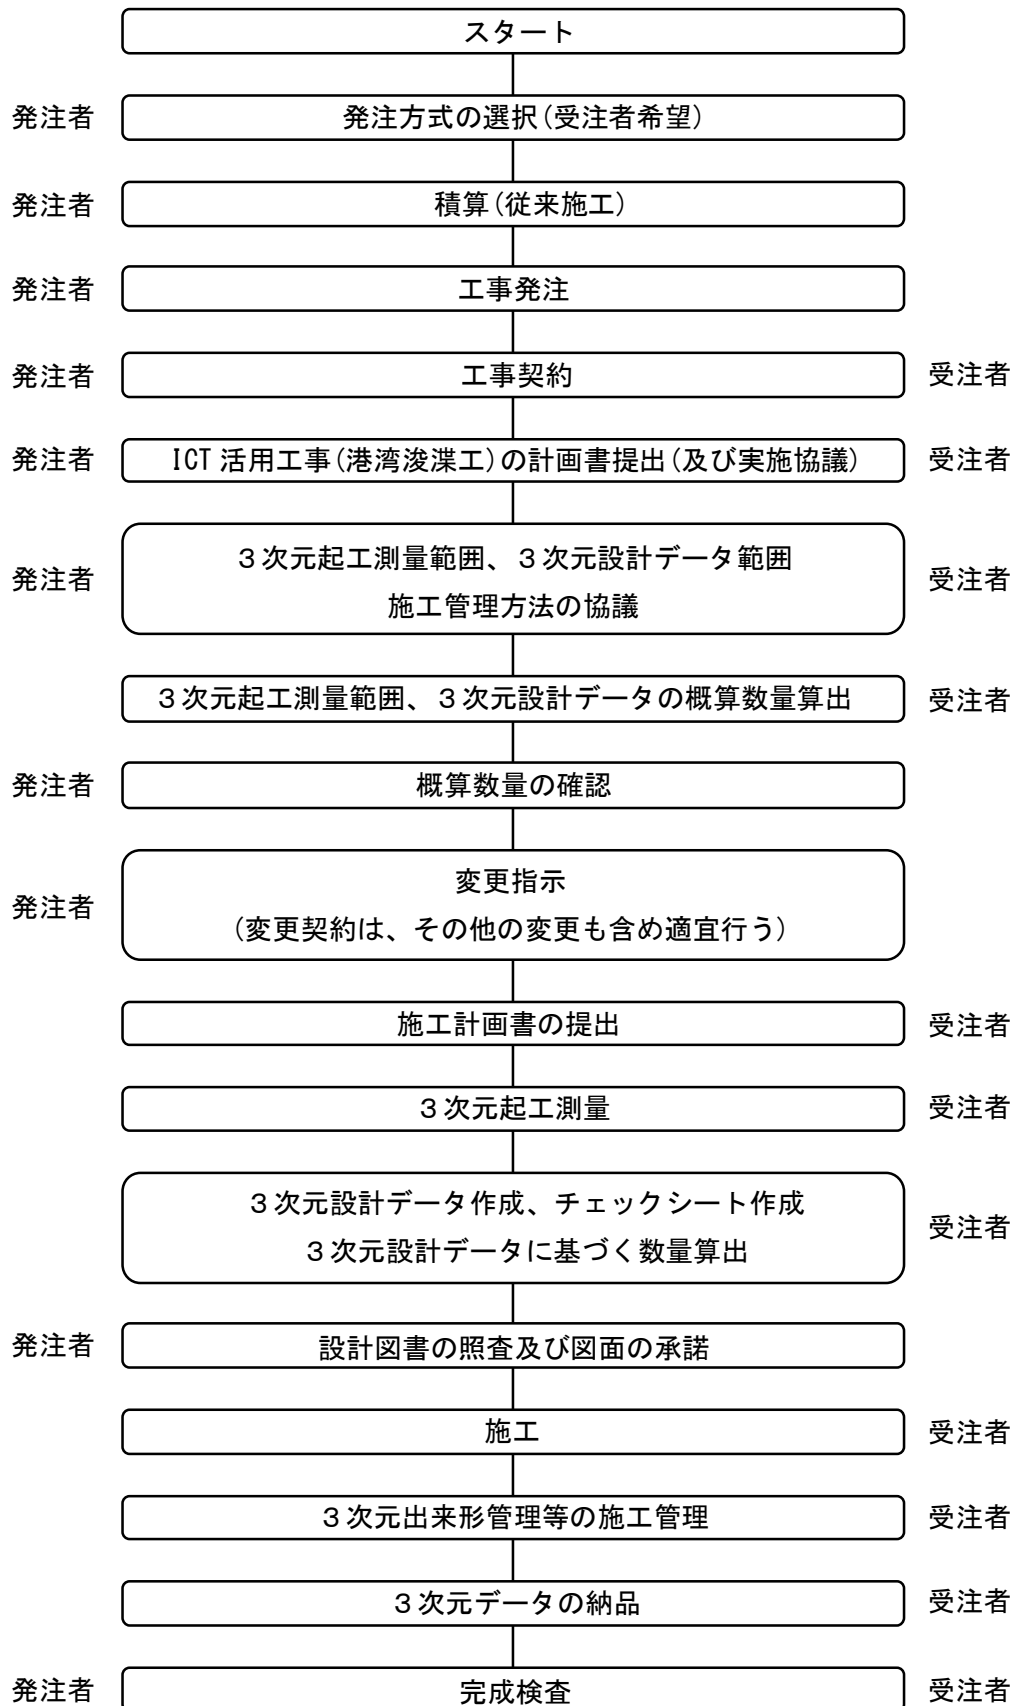 スタート
発注者 発注方式の選択(受注者希望)
発注者 積算(従来施工)
発注者 工事発注
発注者 工事契約 受注者
発注者 ICT 活用工事(港湾浚渫工)の計画書提出(及び実施協議) 受注者
3次元起工測量範囲、3次元設計データ範囲
発注者 受注者
施工管理方法の協議
3次元起工測量範囲、3次元設計データの概算数量算出 受注者
発注者 概算数量の確認
変更指示
発注者
(変更契約は、その他の変更も含め適宜行う)
施工計画書の提出 受注者
3次元起工測量 受注者
3次元設計データ作成、チェックシート作成
受注者
3次元設計データに基づく数量算出
発注者 設計図書の照査及び図面の承諾
施工 受注者
3次元出来形管理等の施工管理 受注者
3次元データの納品 受注者
発注者 完成検査 受注者